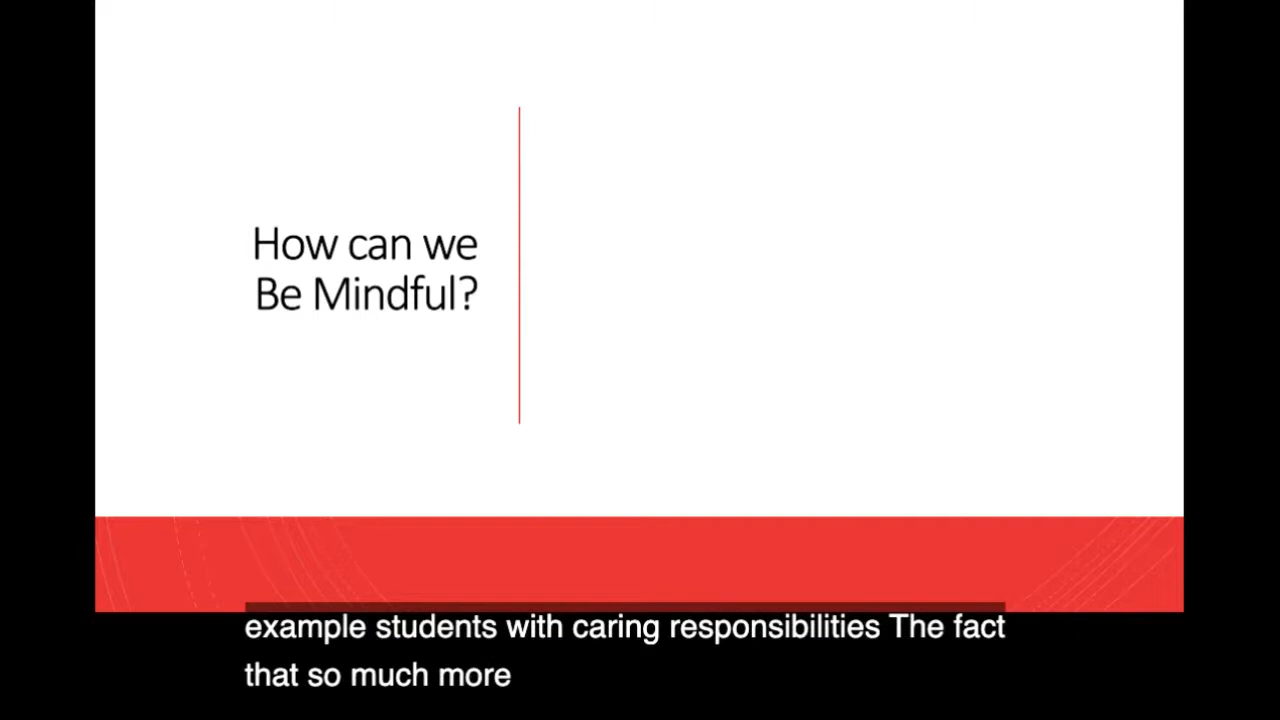 How can we
Be Mindful?
example students with caring responsibilities The fact
that so much more